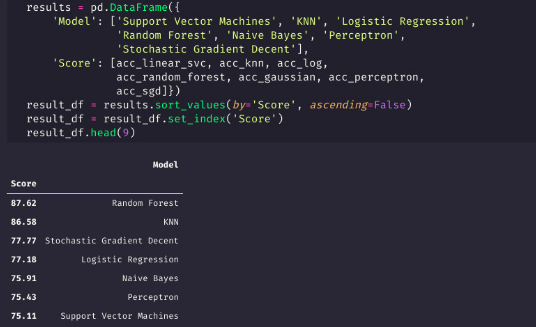 results = pd.DataFrame({
'Model': ['Support Vector Machines', 'KNN', 'Logistic Regression',
'Random Forest', 'Naive Bayes', 'Perceptron',
'Stochastic Gradient Decent'],
'Score': [acc_linear_svc, acc_knn, acc_log,
acc_random_forest, acc_gaussian, acc_perceptron,
acc_sgd]})
result_df = results.sort_values(by='Score', ascending=False)
result_df = result_df.set_index('Score')
result_df.head(9)
Model
Score
87.62 Random Forest
86.58 KNN
77.77 Stochastic Gradient Decent
77.18 Logistic Regression
75.91 Naive Bayes
75.43 Perceptron
75.11 Support Vector Machines